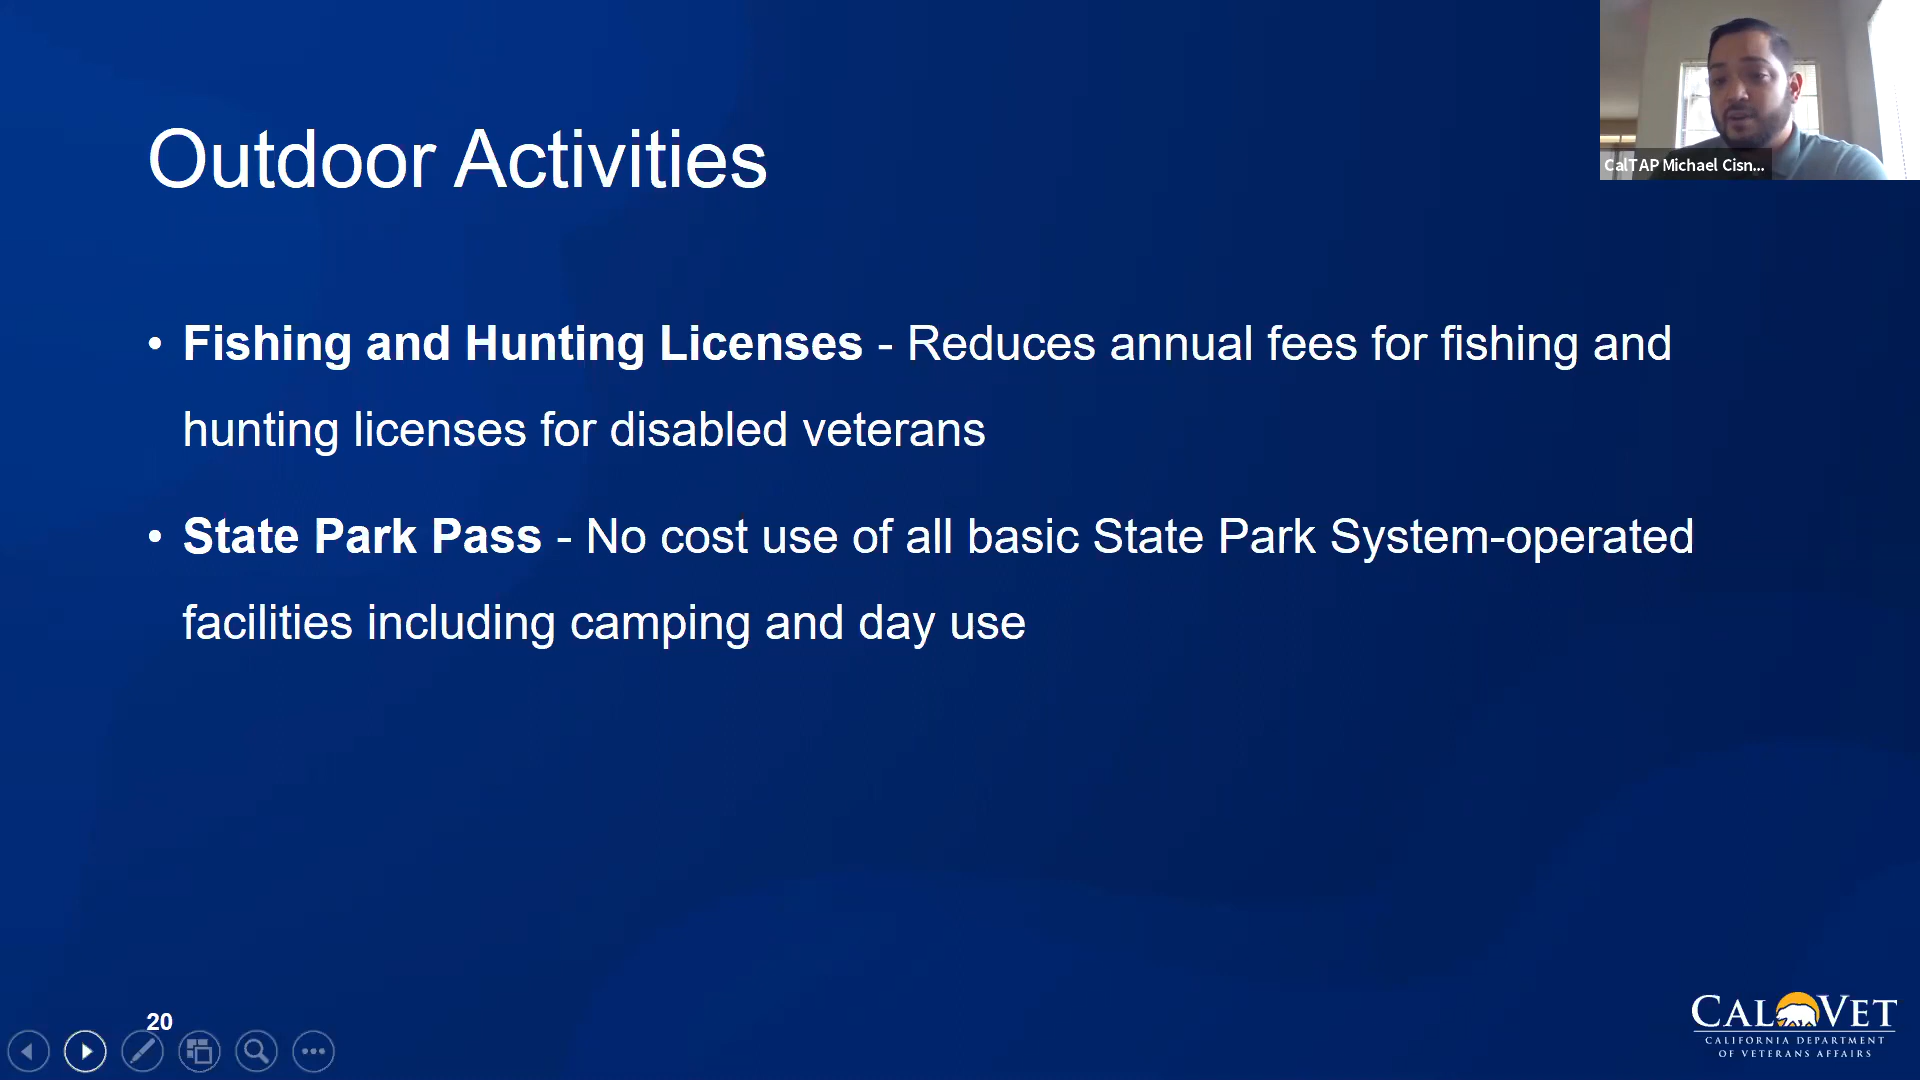 Outdoor Activities
CalTAP Michael Cisn...
• Fishing and Hunting Licenses - Reduces annual fees for fishing and
hunting licenses for disabled veterans
• State Park Pass - No cost use of all basic State Park System-operated
facilities including camping and day use
20
CALVET
CALIFORNIA DEPARTMENT
OF VETERANS AFFAIRS